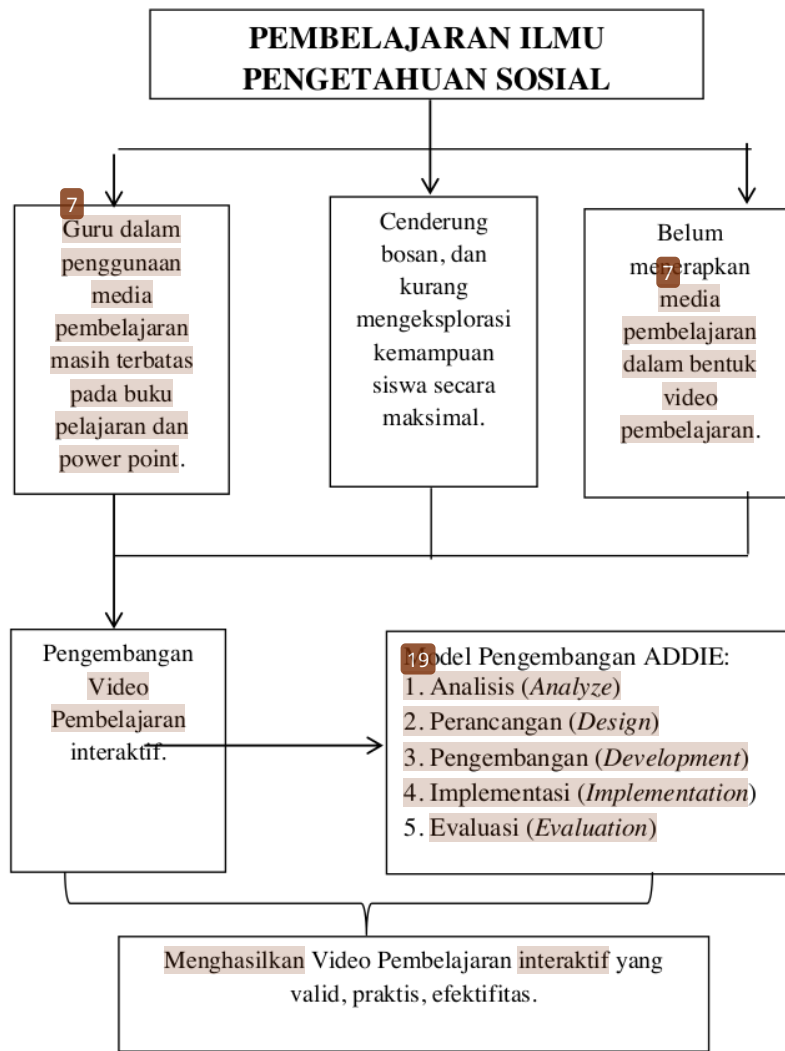 PEMBELAJARAN ILMU
PENGETAHUAN SOSIAL
7
Guru dalam
penggunaan
media
pembelajaran
masih terbatas
pada buku
pelajaran dan
power point.
Cenderung
bosan, dan
kurang
mengeksplorasi
kemampuan
siswa secara
maksimal.
Belum
menerapkan
7
media
pembelajaran
dalam bentuk
video
pembelajaran.
Pengembangan
Video
Pembelajaran
interaktif.
19
Model Pengembangan ADDIE:
1. Analisis (Analyze)
2. Perancangan (Design)
3. Pengembangan (Development)
4. Implementasi (Implementation)
5. Evaluasi (Evaluation)
Menghasilkan Video Pembelajaran interaktif yang
valid, praktis, efektifitas.